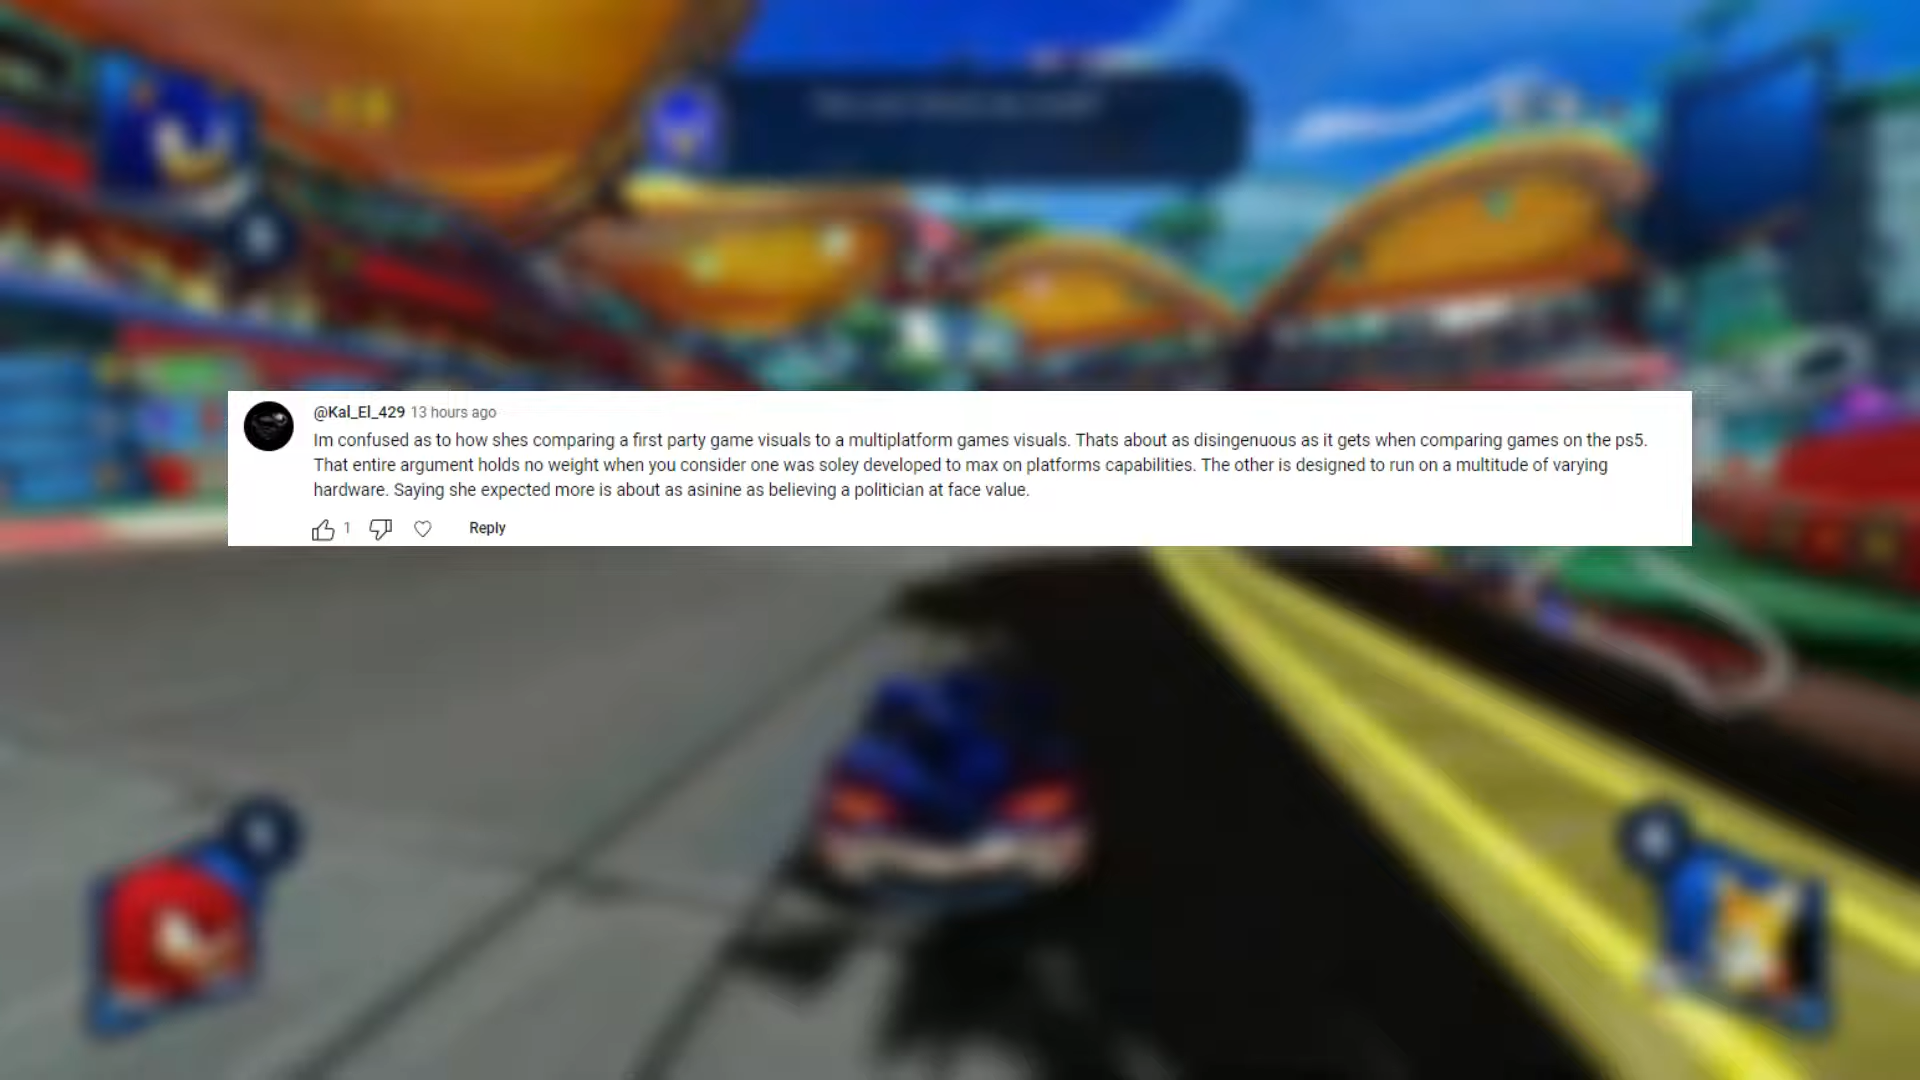 @Kal_El_429 13 hours ago
Im confused as to how shes comparing a first party game visuals to a multiplatform games visuals. Thats about as disingenuous as it gets when comparing games on the ps5.
That entire argument holds no weight when you consider one was soley developed to max on platforms capabilities. The other is designed to run on a multitude of varying
hardware. Saying she expected more is about as asinine as believing a politician at face value.
1 Reply